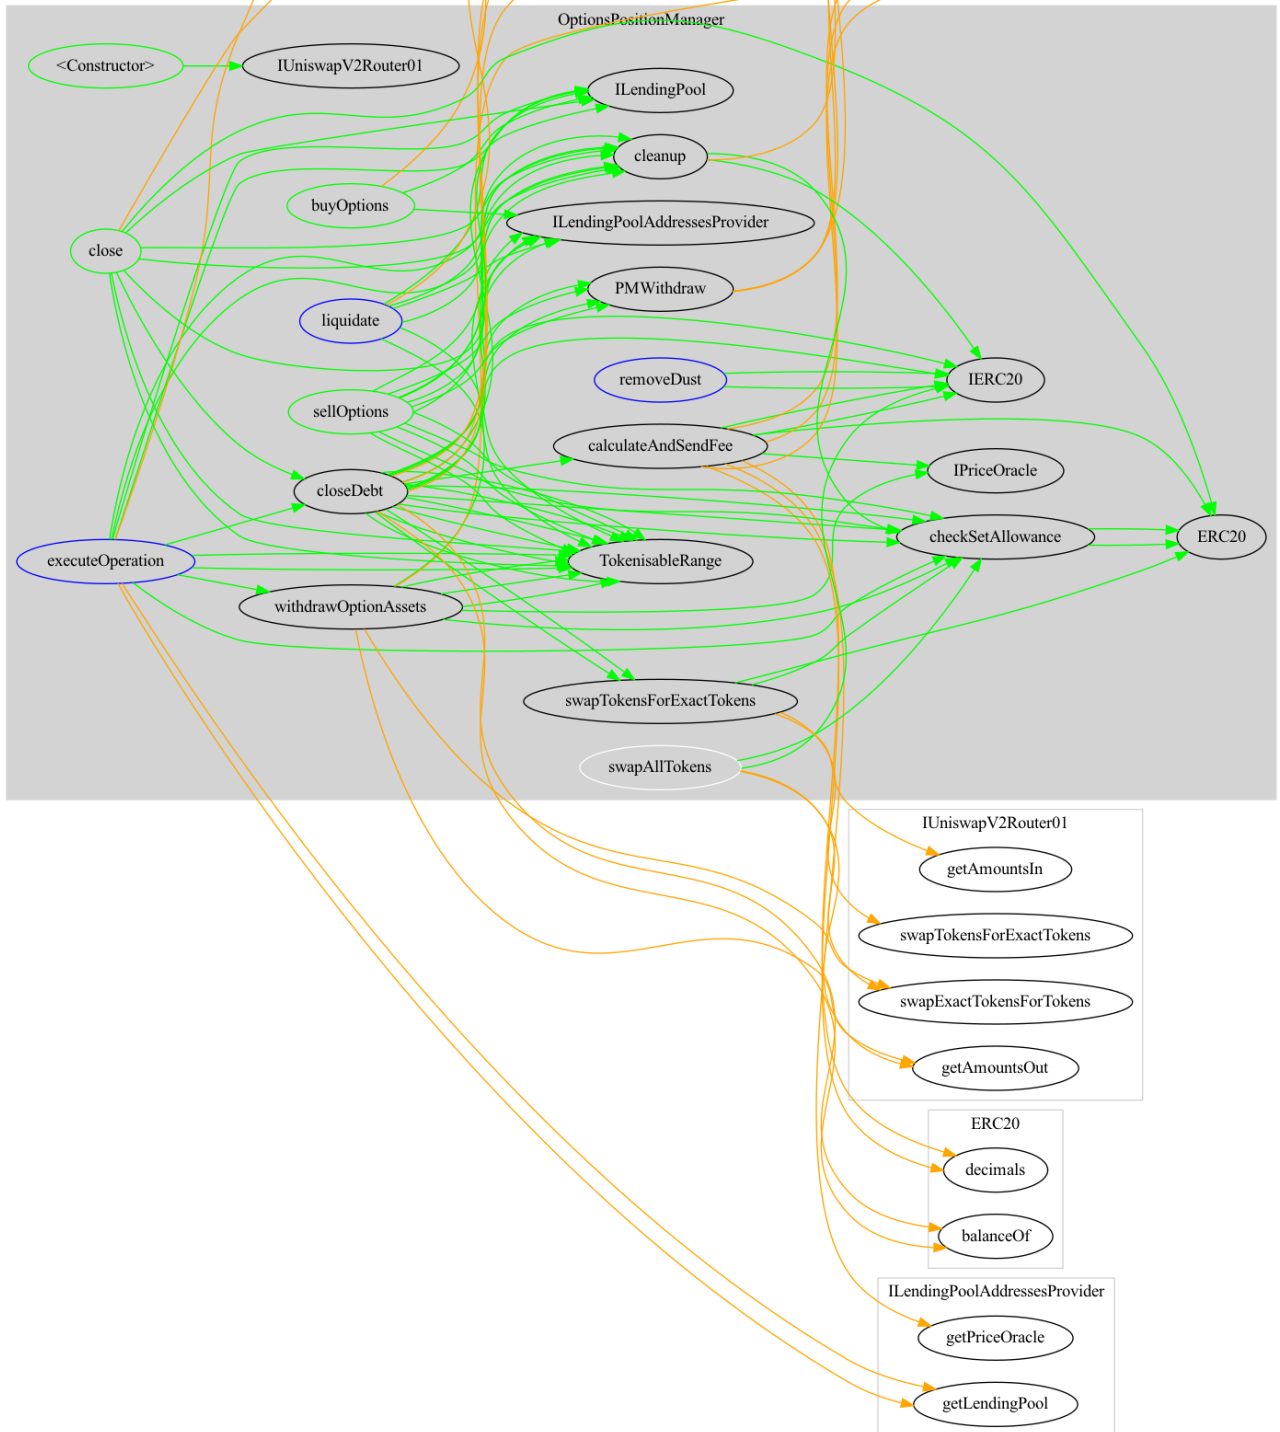 OptionsPositionManager
<Constructor>
IUniswapV2Router01
ILendingPool
cleanup
buyOptions
ILendingPoolAddressesProvider
close
PMWithdraw
liquidate
removeDust
IERC20
sellOptions
calculateAndSendFee
IPriceOracle
closeDebt
checkSetAllowance
ERC20
executeOperation
TokenisableRange
withdrawOptionAssets
swapTokensForExactTokens
swapAllTokens
IUniswapV2Router01
getAmountsIn
swapTokensForExactTokens
swapExactTokensForTokens
getAmountsOut
ERC20
decimals
balanceOf
ILendingPoolAddressesProvider
getPriceOracle
getLendingPool